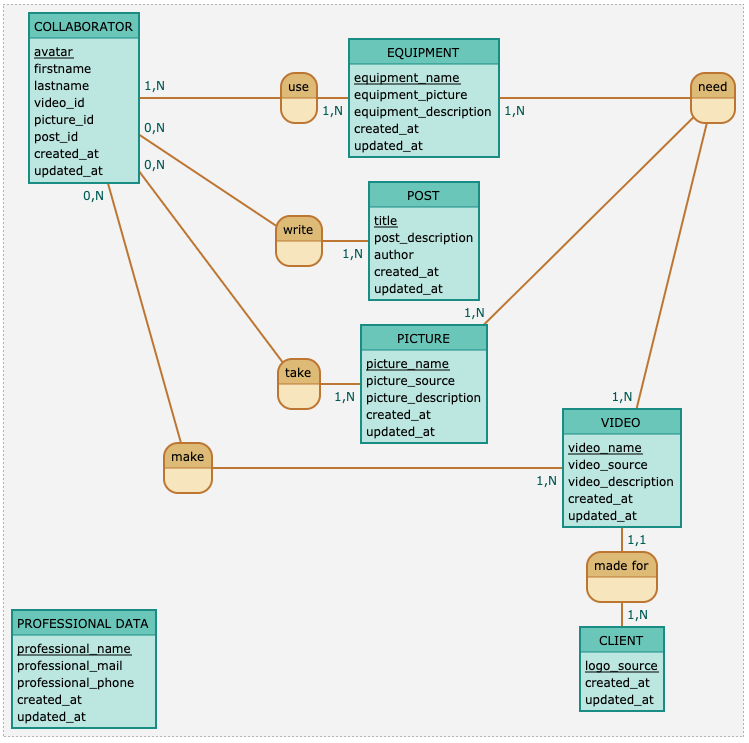 COLLABORATOR
avatar
firstname
lastname
video_id
picture_id
post_id
created_at
updated_at
1,N
0,N
0,N
0,N
use
1,N
EQUIPMENT
equipment_name
equipment_picture
equipment_description
created_at
updated_at
1,N
need
write
1,N
POST
title
post_description
author
created_at
updated_at
take
1,N
1,N
PICTURE
picture_name
picture_source
picture_description
created_at
updated_at
make
1,N
1,N
VIDEO
video_name
video_source
video_description
created_at
updated_at
1,1
made for
1,N
CLIENT
logo_source
created_at
updated_at
PROFESSIONAL DATA
professional_name
professional_mail
professional_phone
created_at
updated_at